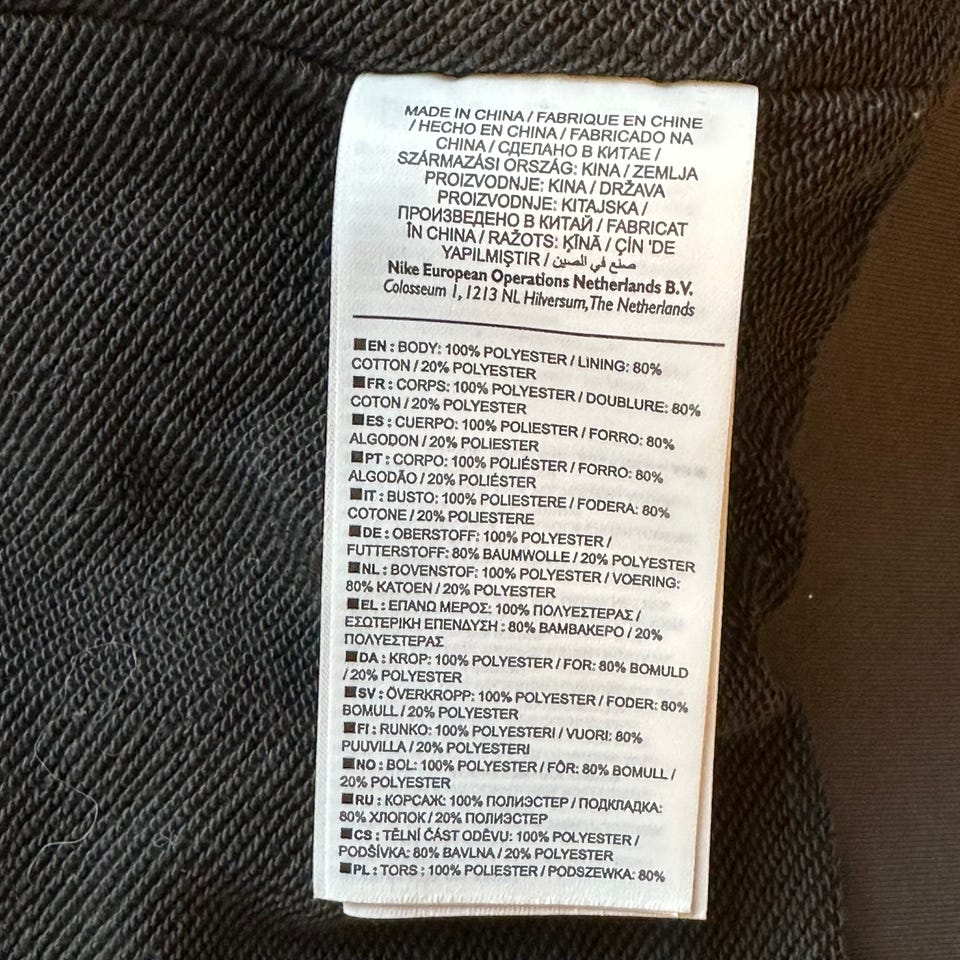 MADE IN CHINA / FABRIQUE EN CHINE
/ HECHO EN CHINA / FABRICADO NA
CHINA / СДЕЛАНО В КИТАЕ /
SZÁRMAZÁSI ORSZÁG: KINA / ZEMLJA
PROIZVODNJE: KINA / DRŽAVA
PROIZVODNJE: KITAJSKA /
ПРОИЗВЕДЕНО В КИТАЙ / FABRICAT
ÎN CHINA / RAŽOTS: ĶĪNĀ / ÇİN 'DE
YAPILMIŞTIR / صنع في الصين
Nike European Operations Netherlands B.V.
Colosseum 1, 1213 NL Hilversum, The Netherlands
■EN : BODY: 100% POLYESTER / LINING: 80%
COTTON / 20% POLYESTER
■FR : CORPS: 100% POLYESTER / DOUBLURE: 80%
COTON / 20% POLYESTER
■ES : CUERPO: 100% POLIESTER / FORRO: 80%
ALGODON / 20% POLIESTER
■PT : CORPO: 100% POLIÉSTER / FORRO: 80%
ALGODÃO / 20% POLIÉSTER
■IT : BUSTO: 100% POLIESTERE / FODERA: 80%
COTONE / 20% POLIESTERE
■DE : OBERSTOFF: 100% POLYESTER /
FUTTERSTOFF: 80% BAUMWOLLE / 20% POLYESTER
■NL : BOVENSTOF: 100% POLYESTER / VOERING:
80% KATOEN / 20% POLYESTER
■EL : ΕΠΑΝΩ ΜΕΡΟΣ: 100% ΠΟΛΥΕΣΤΕΡΑΣ /
ΕΣΩΤΕΡΙΚΗ ΕΠΕΝΔΥΣΗ : 80% ΒΑΜΒΑΚΕΡΟ / 20%
ΠΟΛΥΕΣΤΕΡΑΣ
■DA : KROP: 100% POLYESTER / FOR: 80% BOMULD
/ 20% POLYESTER
■SV : ÖVERKROPP: 100% POLYESTER / FODER: 80%
BOMULL / 20% POLYESTER
■FI : RUNKO: 100% POLYESTERI / VUORI: 80%
PUUVILLA / 20% POLYESTERI
■NO : BOL: 100% POLYESTER / FÔR: 80% BOMULL /
20% POLYESTER
■RU : КОРСАЖ: 100% ПОЛИЭСТЕР / ПОДКЛАДКА:
80% ХЛОПОК / 20% ПОЛИЭСТЕР
■CS : TĚLNÍ ČÁST ODĚVU: 100% POLYESTER /
PODŠÍVKA: 80% BAVLNA / 20% POLYESTER
■PL : TORS : 100% POLIESTER / PODSZEWKA: 80%